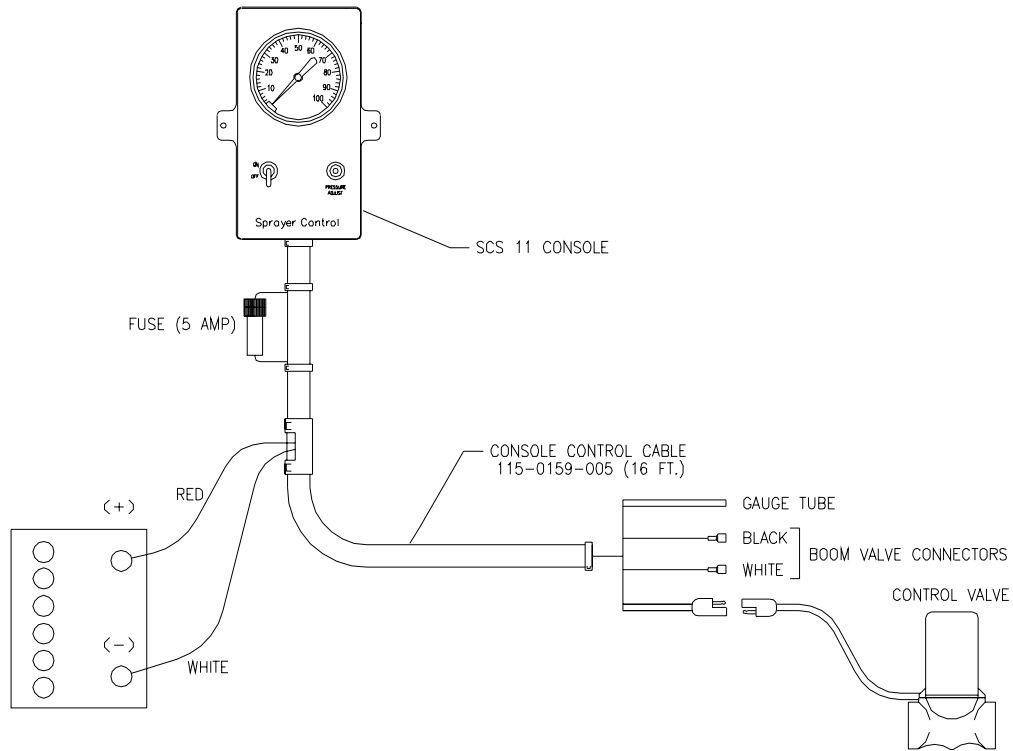 40 50 60
30 70
20 80
10 90
100
ON
OFF
PRESSURE
ADJUST
Sprayer Control
SCS 11 CONSOLE
FUSE (5 AMP)
CONSOLE CONTROL CABLE
115-0159-005 (16 FT.)
RED
(+)
GAUGE TUBE
BLACK
WHITE
BOOM VALVE CONNECTORS
CONTROL VALVE
(-)
WHITE